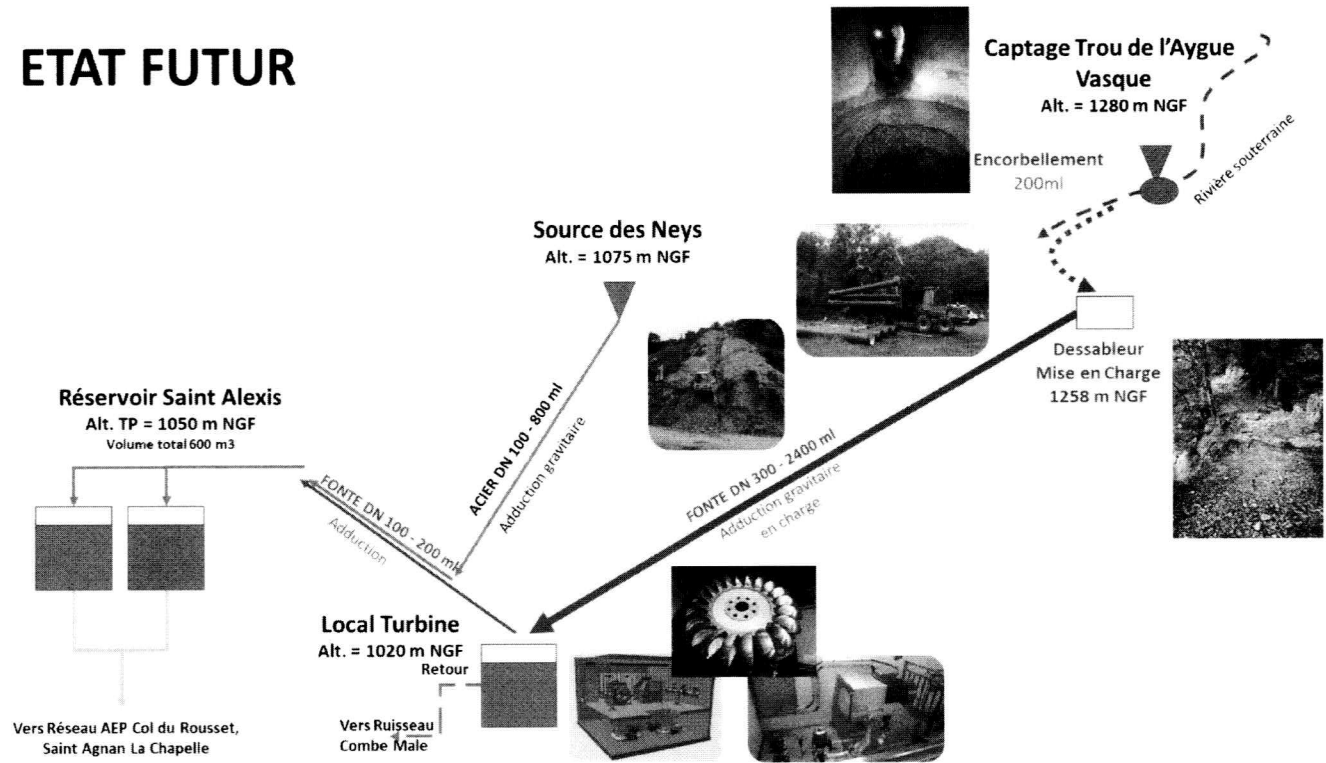 ETAT FUTUR
Captage Trou de l'Aygue
Vasque
Alt. = 1280 m NGF
Encorbellement
200ml
Rivière souterraine
Source des Neys
Alt. = 1075 m NGF
Dessableur
Mise en Charge
1258 m NGF
Réservoir Saint Alexis
Alt. TP = 1050 m NGF
Volume total 600 m3
ACIER DN 100 - 800 ml
Adduction gravitaire
FONTE DN 300 - 2400 ml
Adduction gravitaire
en charge
FONTE DN 100 - 200 ml
Adduction
Local Turbine
Alt. = 1020 m NGF
Retour
Vers Ruisseau
Combe Male
Vers Réseau AEP Col du Rousset,
Saint Agnan La Chapelle